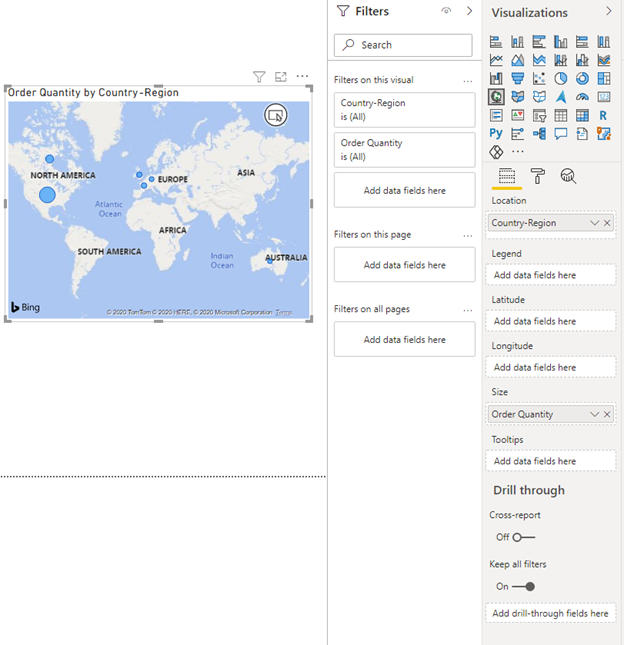 Order Quantity by Country-Region
NORTH AMERICA
EUROPE
ASIA
Atlantic
Ocean
AFRICA
SOUTH AMERICA
Indian
Ocean
AUSTRALIA
Bing
© 2020 TomTom © 2020 HERE, © 2020 Microsoft Corporation Terms
Filters
Search
Filters on this visual
Country-Region
is (All)
Order Quantity
is (All)
Add data fields here
Filters on this page
Add data fields here
Filters on all pages
Add data fields here
Visualizations
R
Py
Location
Country-Region
Legend
Add data fields here
Latitude
Add data fields here
Longitude
Add data fields here
Size
Order Quantity
Tooltips
Add data fields here
Drill through
Cross-report
Off
Keep all filters
On
Add drill-through fields here